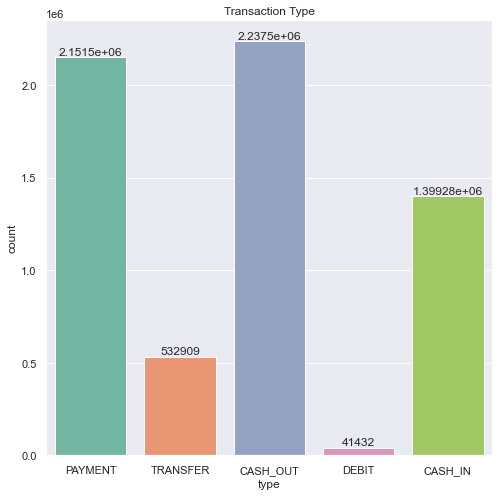 Transaction Type
1e6
2.1515e+06
532909
2.2375e+06
41432
1.39928e+06
2.0
1.5
1.0
0.5
0.0
count
PAYMENT
TRANSFER
CASH_OUT
DEBIT
CASH_IN
type